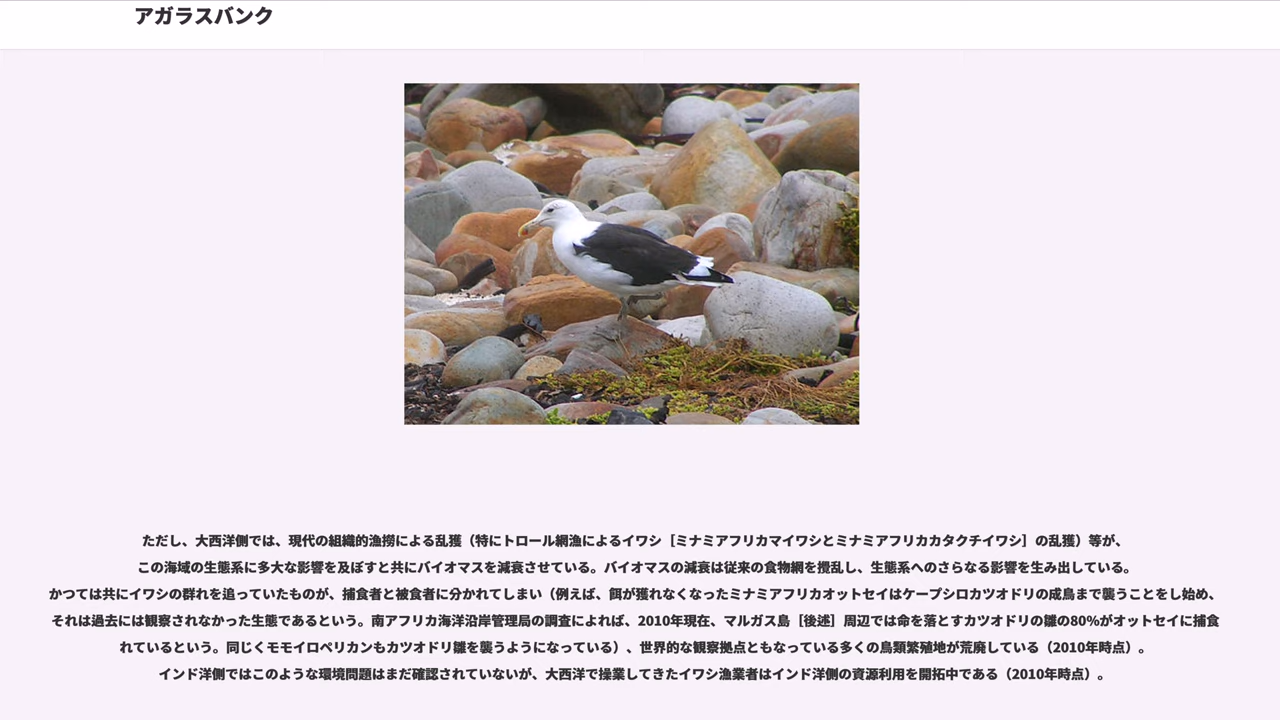 アガラスバンク
ただし、大西洋側では、現代の組織的漁撈による乱獲（特にトロール網漁によるイワシ［ミナミアフリカマイワシとミナミアフリカカタクチイワシ］の乱獲）等が、
この海域の生態系に多大な影響を及ぼすと共にバイオマスを減衰させている。バイオマスの減衰は従来の食物網を攪乱し、生態系へのさらなる影響を生み出している。
かつては共にイワシの群れを追っていたものが、捕食者と被食者に分かれてしまい（例えば、餌が獲れなくなったミナミアフリカオットセイはケープシロカツオドリの成鳥まで襲うことをし始め、
それは過去には観察されなかった生態であるという。南アフリカ海洋沿岸管理局の調査によれば、2010年現在、マルガス島［後述］周辺では命を落とすカツオドリの雛の80%がオットセイに捕食
れているという。同じくモモイロペリカンもカツオドリ雛を襲うようになっている）、世界的な観察拠点ともなっている多くの鳥類繁殖地が荒廃している（2010年時点）。
インド洋側ではこのような環境問題はまだ確認されていないが、大西洋で操業してきたイワシ漁業者はインド洋側の資源利用を開拓中である（2010年時点）。